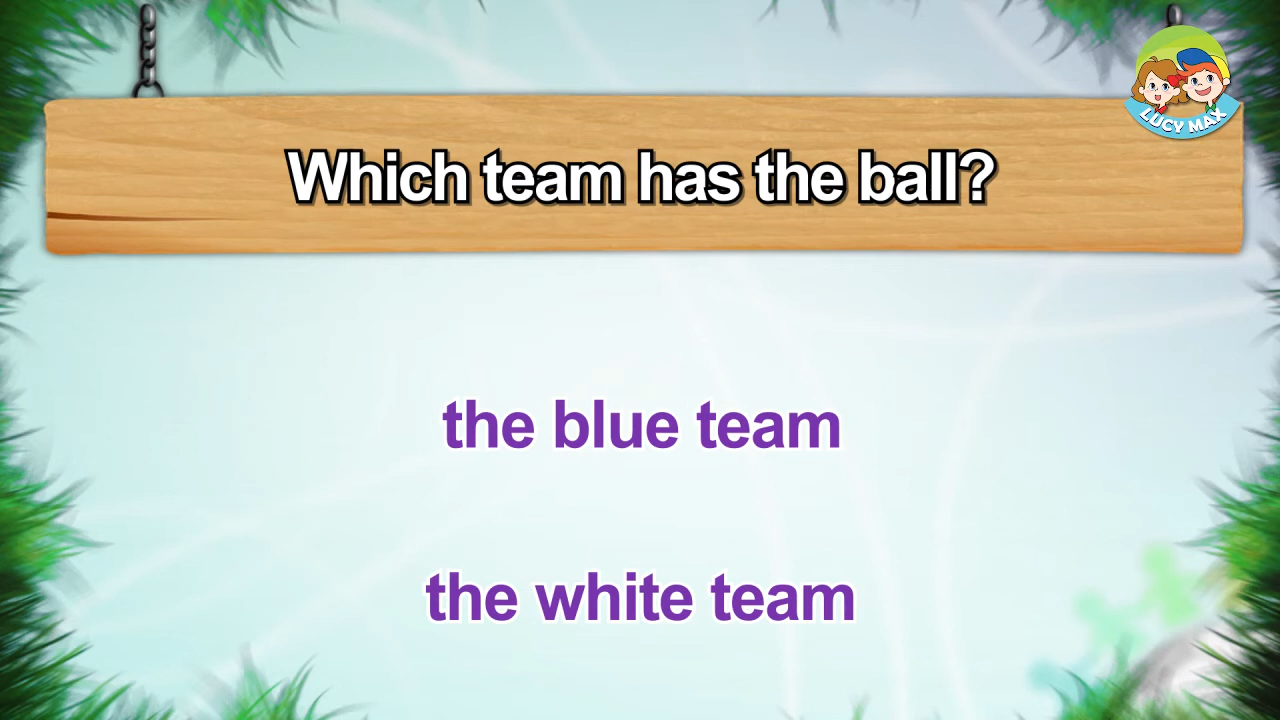 LUCY MAX
Which team has the ball?
the blue team
the white team